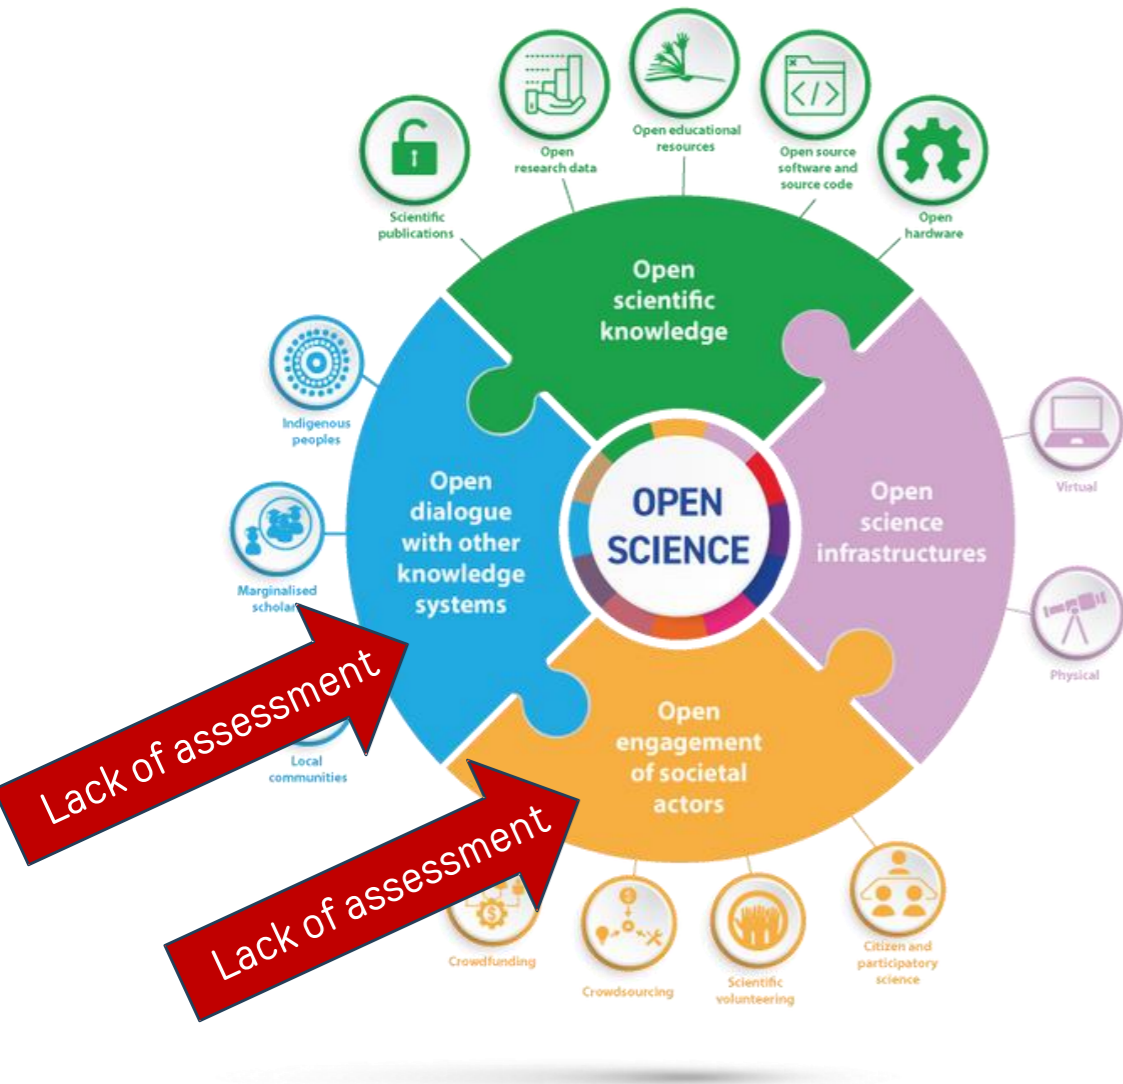 Open educational
resources
Open
research data
Open source
software and
source code
Scientific
publications
Open
hardware
Open
scientific
knowledge
Indigenous
peoples
Open
dialogue
with other
knowledge
systems
OPEN
SCIENCE
Open
science
infrastructures
Virtual
Marginalised
scholars
Physical
Lack of assessment
Local
communities
Open
engagement
of societal
actors
Lack of assessment
Crowdfunding
Crowdsourcing
Scientific
volunteering
Citizen and
participatory
science